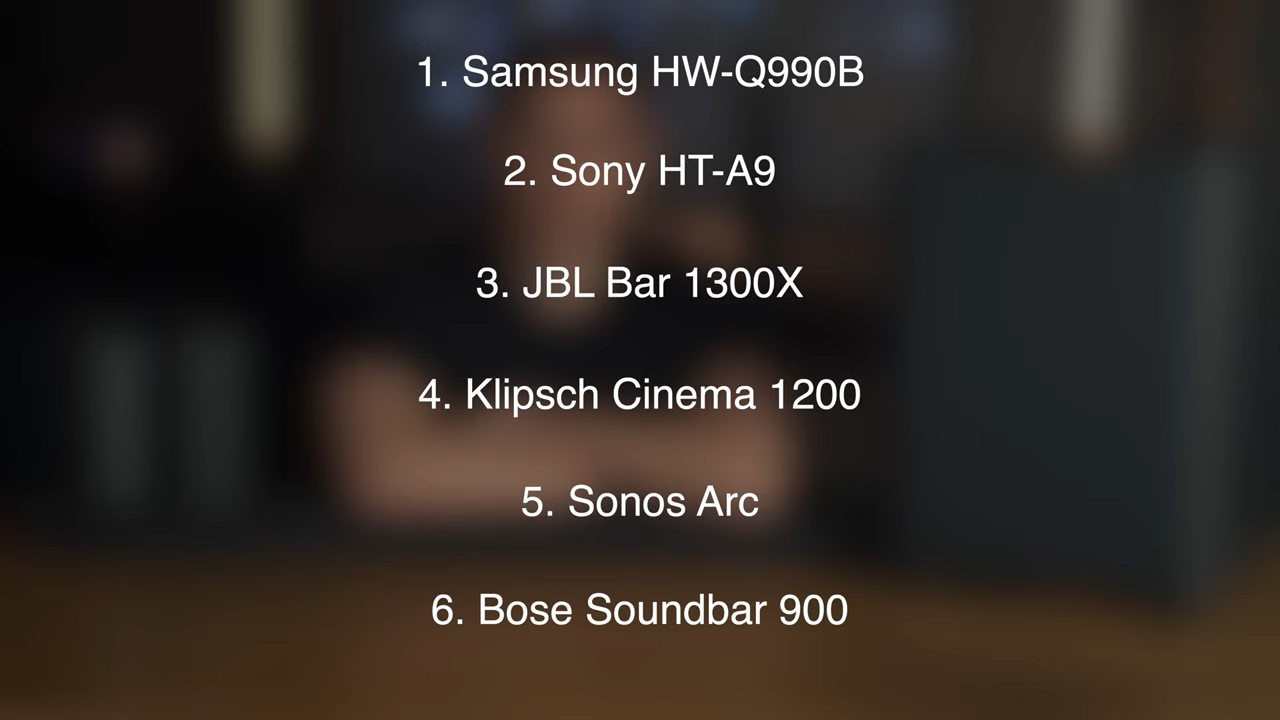 1. Samsung HW-Q990B
2. Sony HT-A9
3. JBL Bar 1300X
4. Klipsch Cinema 1200
5. Sonos Arc
6. Bose Soundbar 900